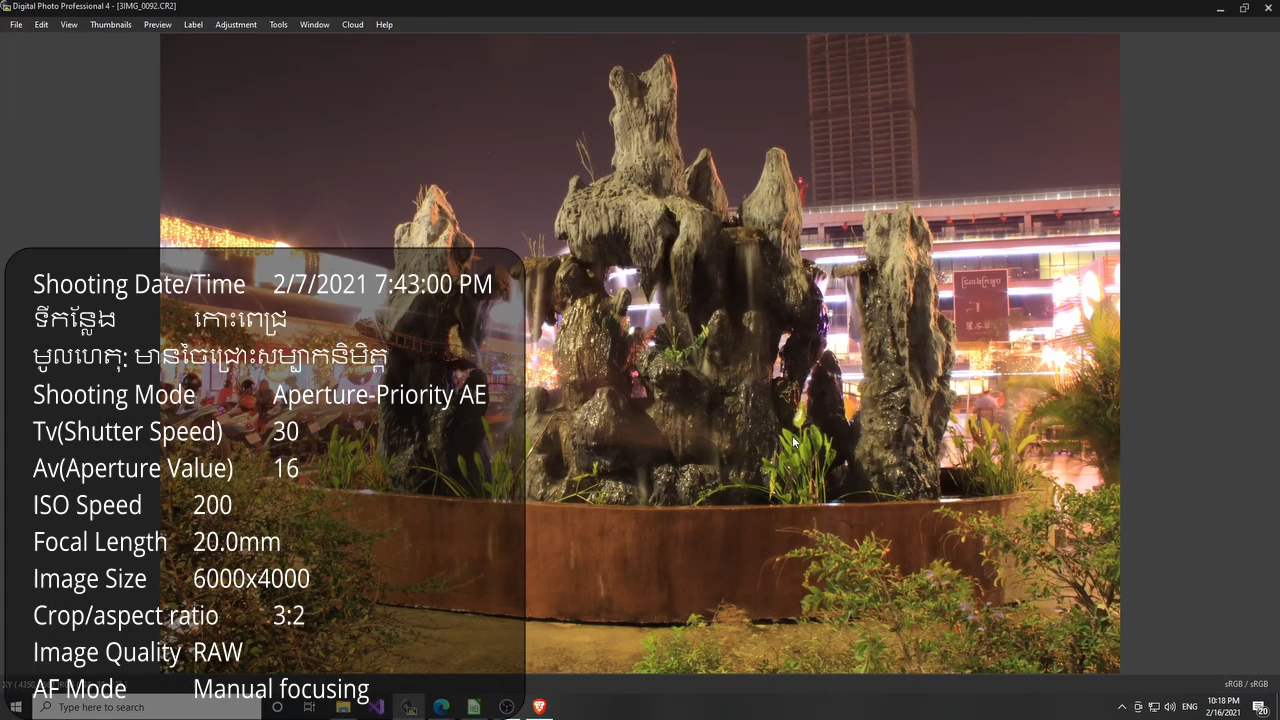 Digital Photo Professional 4 - [3IMG_0092.CR2]
File Edit View Thumbnails Preview Label Adjustment Tools Window Cloud Help
Shooting Date/Time 2/7/2021 7:43:00 PM
ទីកន្លែង កោះពេជ្រ
មូលហេតុ: មានចៃជ្រោះសម្បាកនិមិត្ត
Shooting Mode Aperture-Priority AE
Tv(Shutter Speed) 30
Av(Aperture Value) 16
ISO Speed 200
Focal Length 20.0mm
Image Size 6000x4000
Crop/aspect ratio 3:2
Image Quality RAW
AF Mode Manual focusing
sRGB / sRGB
Type here to search
ENG
10:18 PM
2/16/2021
20